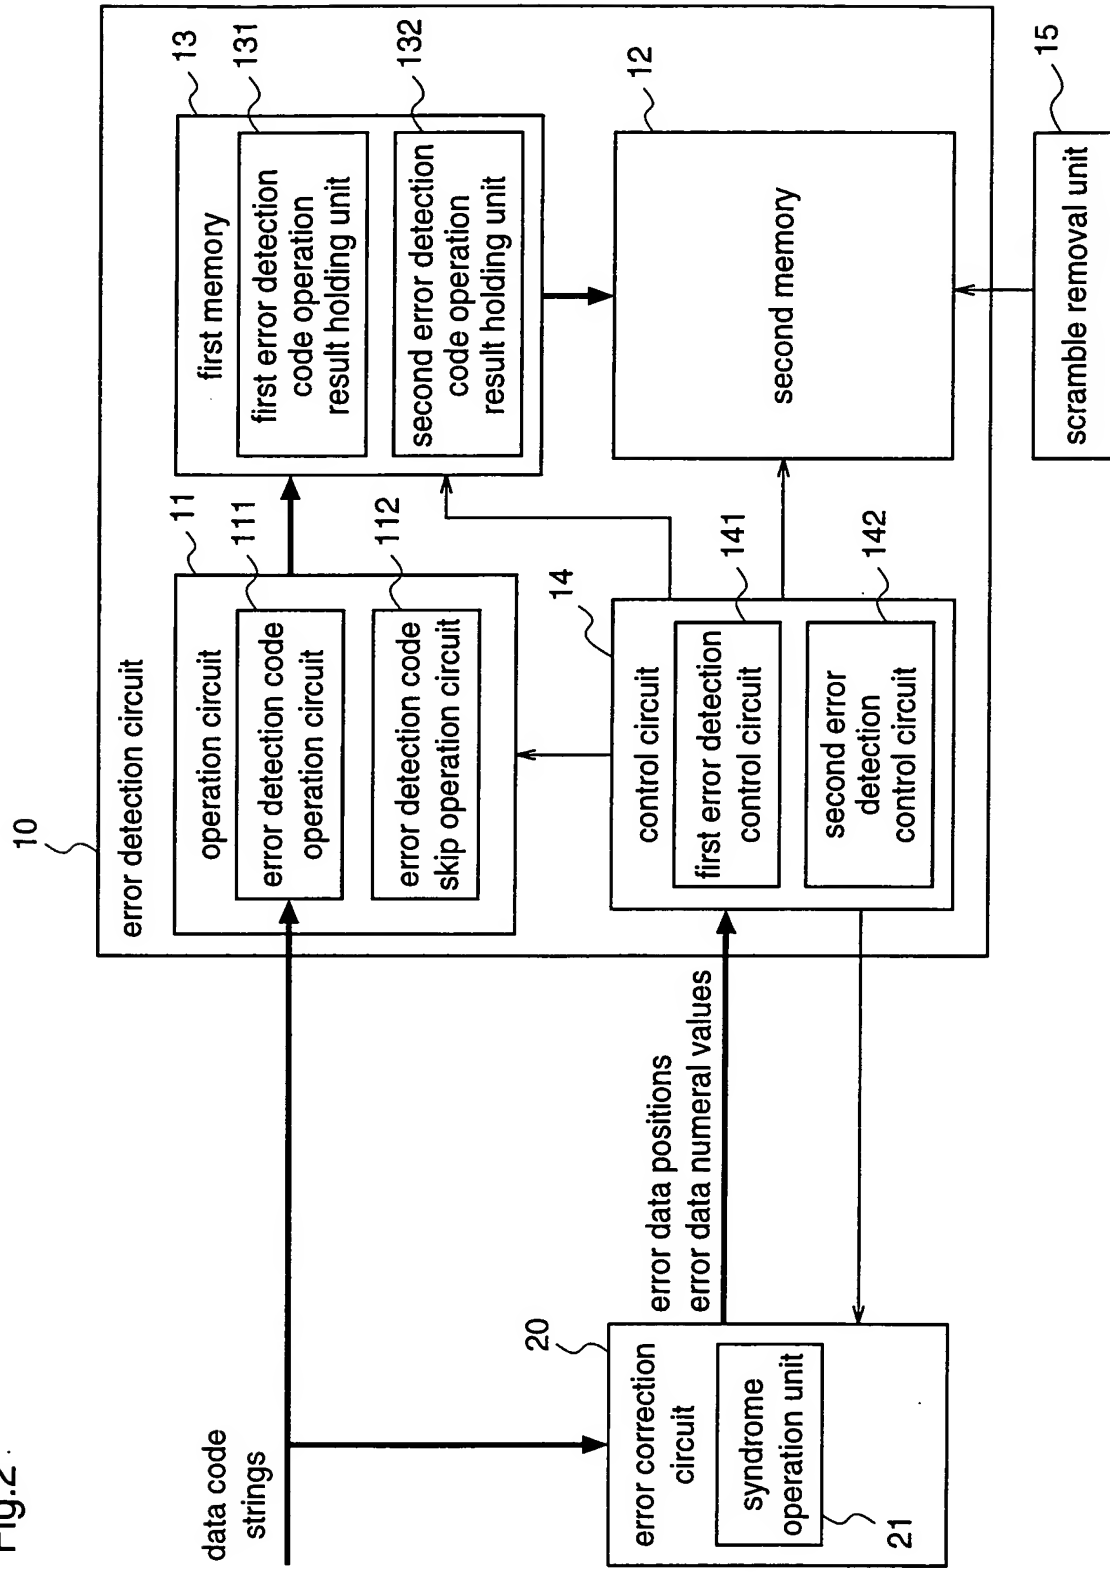 Fig.2
10
error detection circuit
data code
strings
11
operation circuit
111
error detection code
operation circuit
112
error detection code
skip operation circuit
13
first memory
131
first error detection
code operation
result holding unit
132
second error detection
code operation
result holding unit
14
control circuit
141
first error detection
control circuit
142
second error
detection
control circuit
12
second memory
15
scramble removal unit
error data positions
error data numeral values
20
error correction
circuit
syndrome
operation unit
21